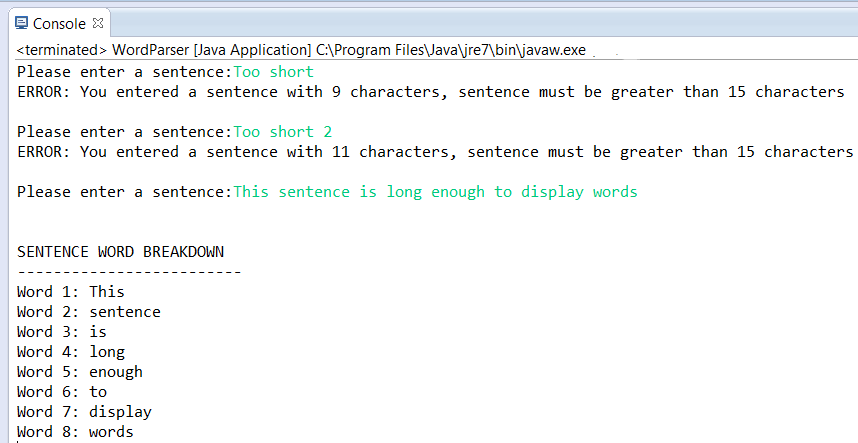 Console
<terminated> WordParser [Java Application] C:\Program Files\Java\jre7\bin\javaw.exe
Please enter a sentence:Too short
ERROR: You entered a sentence with 9 characters, sentence must be greater than 15 characters
Please enter a sentence:Too short 2
ERROR: You entered a sentence with 11 characters, sentence must be greater than 15 characters
Please enter a sentence:This sentence is long enough to display words
SENTENCE WORD BREAKDOWN
-------------------------
Word 1: This
Word 2: sentence
Word 3: is
Word 4: long
Word 5: enough
Word 6: to
Word 7: display
Word 8: words